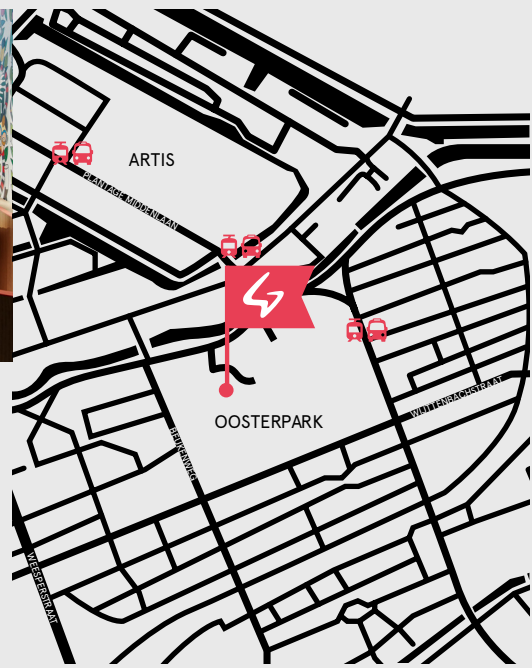 ARTIS
PLANTAGE MIDDENLAAN
OOSTERPARK
WIJTTENBACHSTRAAT
BEUKENWEG
WEESPERSTRAAT